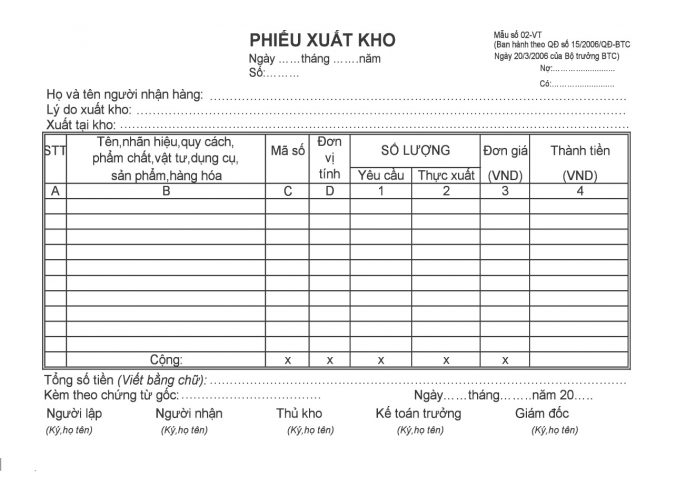 PHIẾU XUẤT KHO
Ngày ……tháng …….năm
Số:………
Mẫu số 02-VT
(Ban hành theo QĐ số 15/2006/QĐ-BTC
Ngày 20/3/2006 của Bộ trưởng BTC)
Nợ:………………………
Có:………………………
Họ và tên người nhận hàng: ……………………………………………………
Lý do xuất kho:……………………………………………………………………
Xuất tại kho:………………………………………………………………………
STT Tên,nhãn hiệu,quy cách, phẩm chất,vật tư,dụng cụ, sản phẩm,hàng hóa Mã số Đơn vị tính SỐ LƯỢNG Đơn giá (VND) Thành tiền (VND)
Yêu cầu Thực xuất
A B C D 1 2 3 4
Cộng: x x x x x
Tổng số tiền (Viết bằng chữ):……………………………………………………
Kèm theo chứng từ gốc:…………………… Ngày……tháng……..năm 20…..
Người lập Người nhận Thủ kho Kế toán trưởng Giám đốc
(Ký,họ tên) (Ký,họ tên) (Ký,họ tên) (Ký,họ tên) (Ký,họ tên)